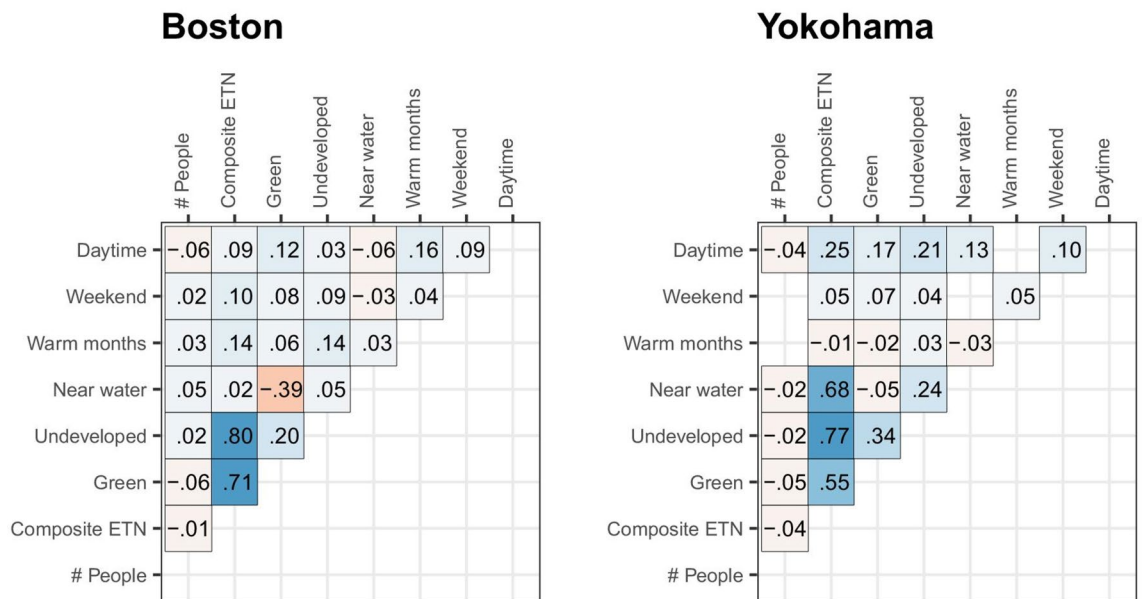 Boston
# People
Composite ETN
Green
Undeveloped
Near water
Warm months
Weekend
Daytime
Daytime −.06 .09 .12 .03 −.06 .16 .09
Weekend .02 .10 .08 .09 −.03 .04
Warm months .03 .14 .06 .14 .03
Near water .05 .02 −.39 .05
Undeveloped .02 .80 .20
Green −.06 .71
Composite ETN −.01
# People
Yokohama
# People
Composite ETN
Green
Undeveloped
Near water
Warm months
Weekend
Daytime
Daytime −.04 .25 .17 .21 .13 .10
Weekend .05 .07 .04 .05
Warm months −.01 −.02 .03 −.03
Near water −.02 .68 −.05 .24
Undeveloped −.02 .77 .34
Green −.05 .55
Composite ETN −.04
# People